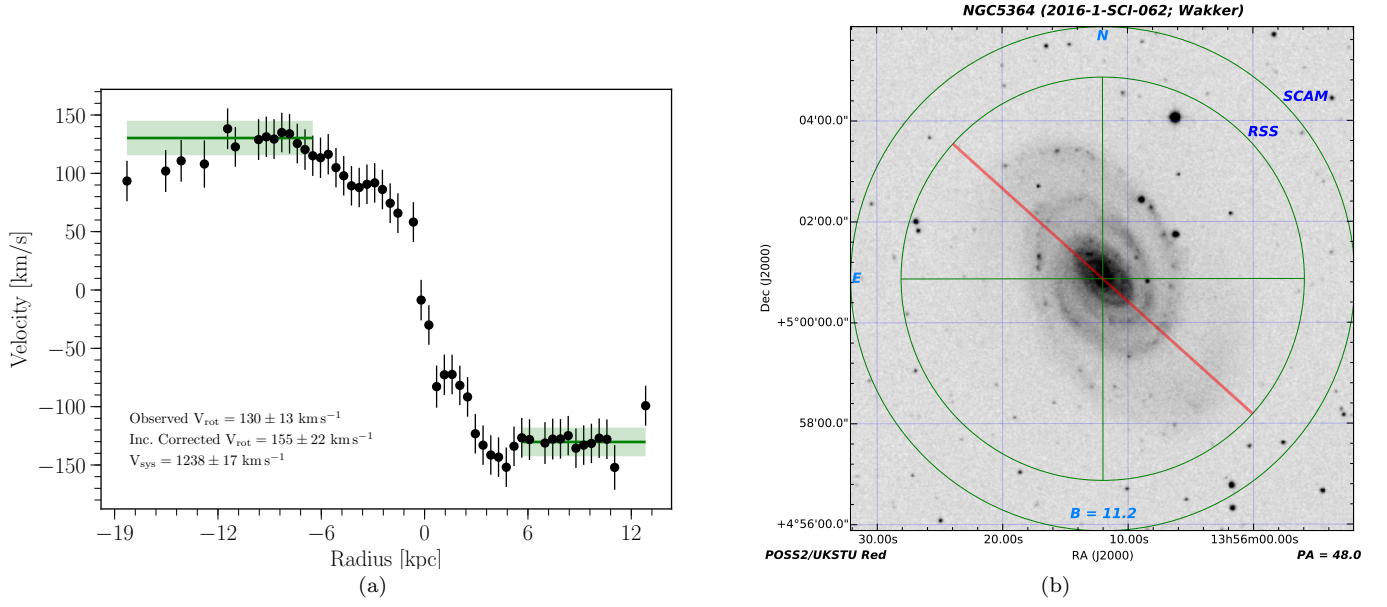 150
100
50
0
−50
−100
−150
Velocity [km/s]
Observed V_rot = 130 ± 13 km s⁻¹
Inc. Corrected V_rot = 155 ± 22 km s⁻¹
V_sys = 1238 ± 17 km s⁻¹
−19 −12 −6 0 6 12
Radius [kpc]
(a)
NGC5364 (2016-1-SCI-062; Wakker)
N
SCAM
RSS
E
B = 11.2
04'00.0"
02'00.0"
+5°00'00.0"
58'00.0"
+4°56'00.0"
Dec (J2000)
30.00s 20.00s 10.00s 13h56m00.00s
RA (J2000)
POSS2/UKSTU Red
PA = 48.0
(b)